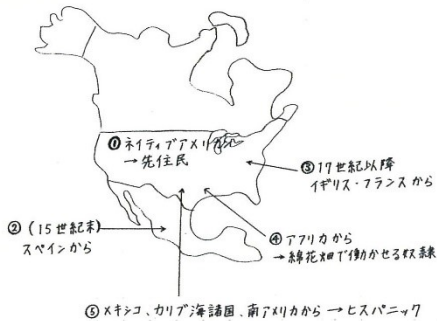 ①ネイティブアメリカン
→先住民
②(15世紀末)
スペインから
③17世紀以降
イギリス・フランスから
④アフリカから
→綿花畑で働かせる奴隷
⑤メキシコ、カリブ海諸国、南アメリカから→ヒスパニック